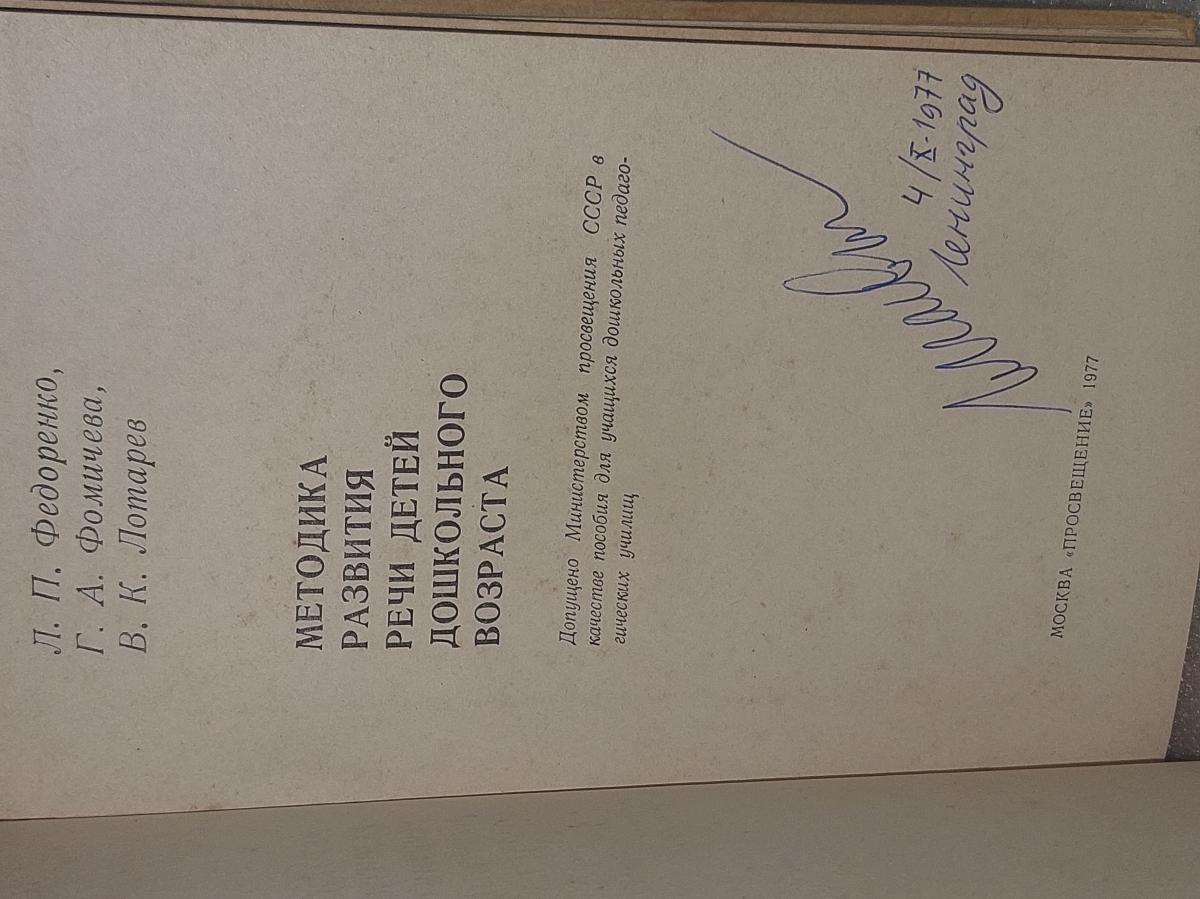 Л. П. Федоренко,
Г. А. Фомичева,
В. К. Лотарев
МЕТОДИКА
РАЗВИТИЯ
РЕЧИ ДЕТЕЙ
ДОШКОЛЬНОГО
ВОЗРАСТА
Допущено Министерством просвещения СССР в
качестве пособия для учащихся дошкольных педаго-
гических училищ
4/X-1977
Ленинград
МОСКВА «ПРОСВЕЩЕНИЕ» 1977